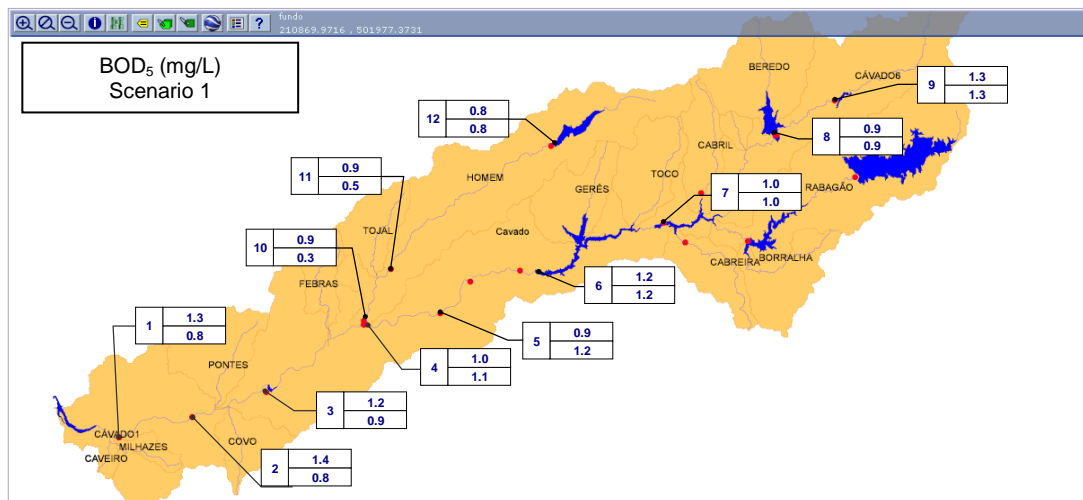 fundo
210869.9716 , 501977.3731
BOD5 (mg/L)
Scenario 1
BEREDO
CÁVADO6
9 1.3
1.3
12 0.8
0.8
8 0.9
0.9
CABRIL
11 0.9
0.5
HOMEM
TOCO
GERÊS
7 1.0
1.0
RABAGÃO
TOJAL
Cavado
10 0.9
0.3
CABREIRA
BORRALHA
FEBRAS
6 1.2
1.2
1 1.3
0.8
5 0.9
1.2
4 1.0
1.1
PONTES
3 1.2
0.9
CÁVADO1
MILHAZES
COVO
CAVEIRO
2 1.4
0.8